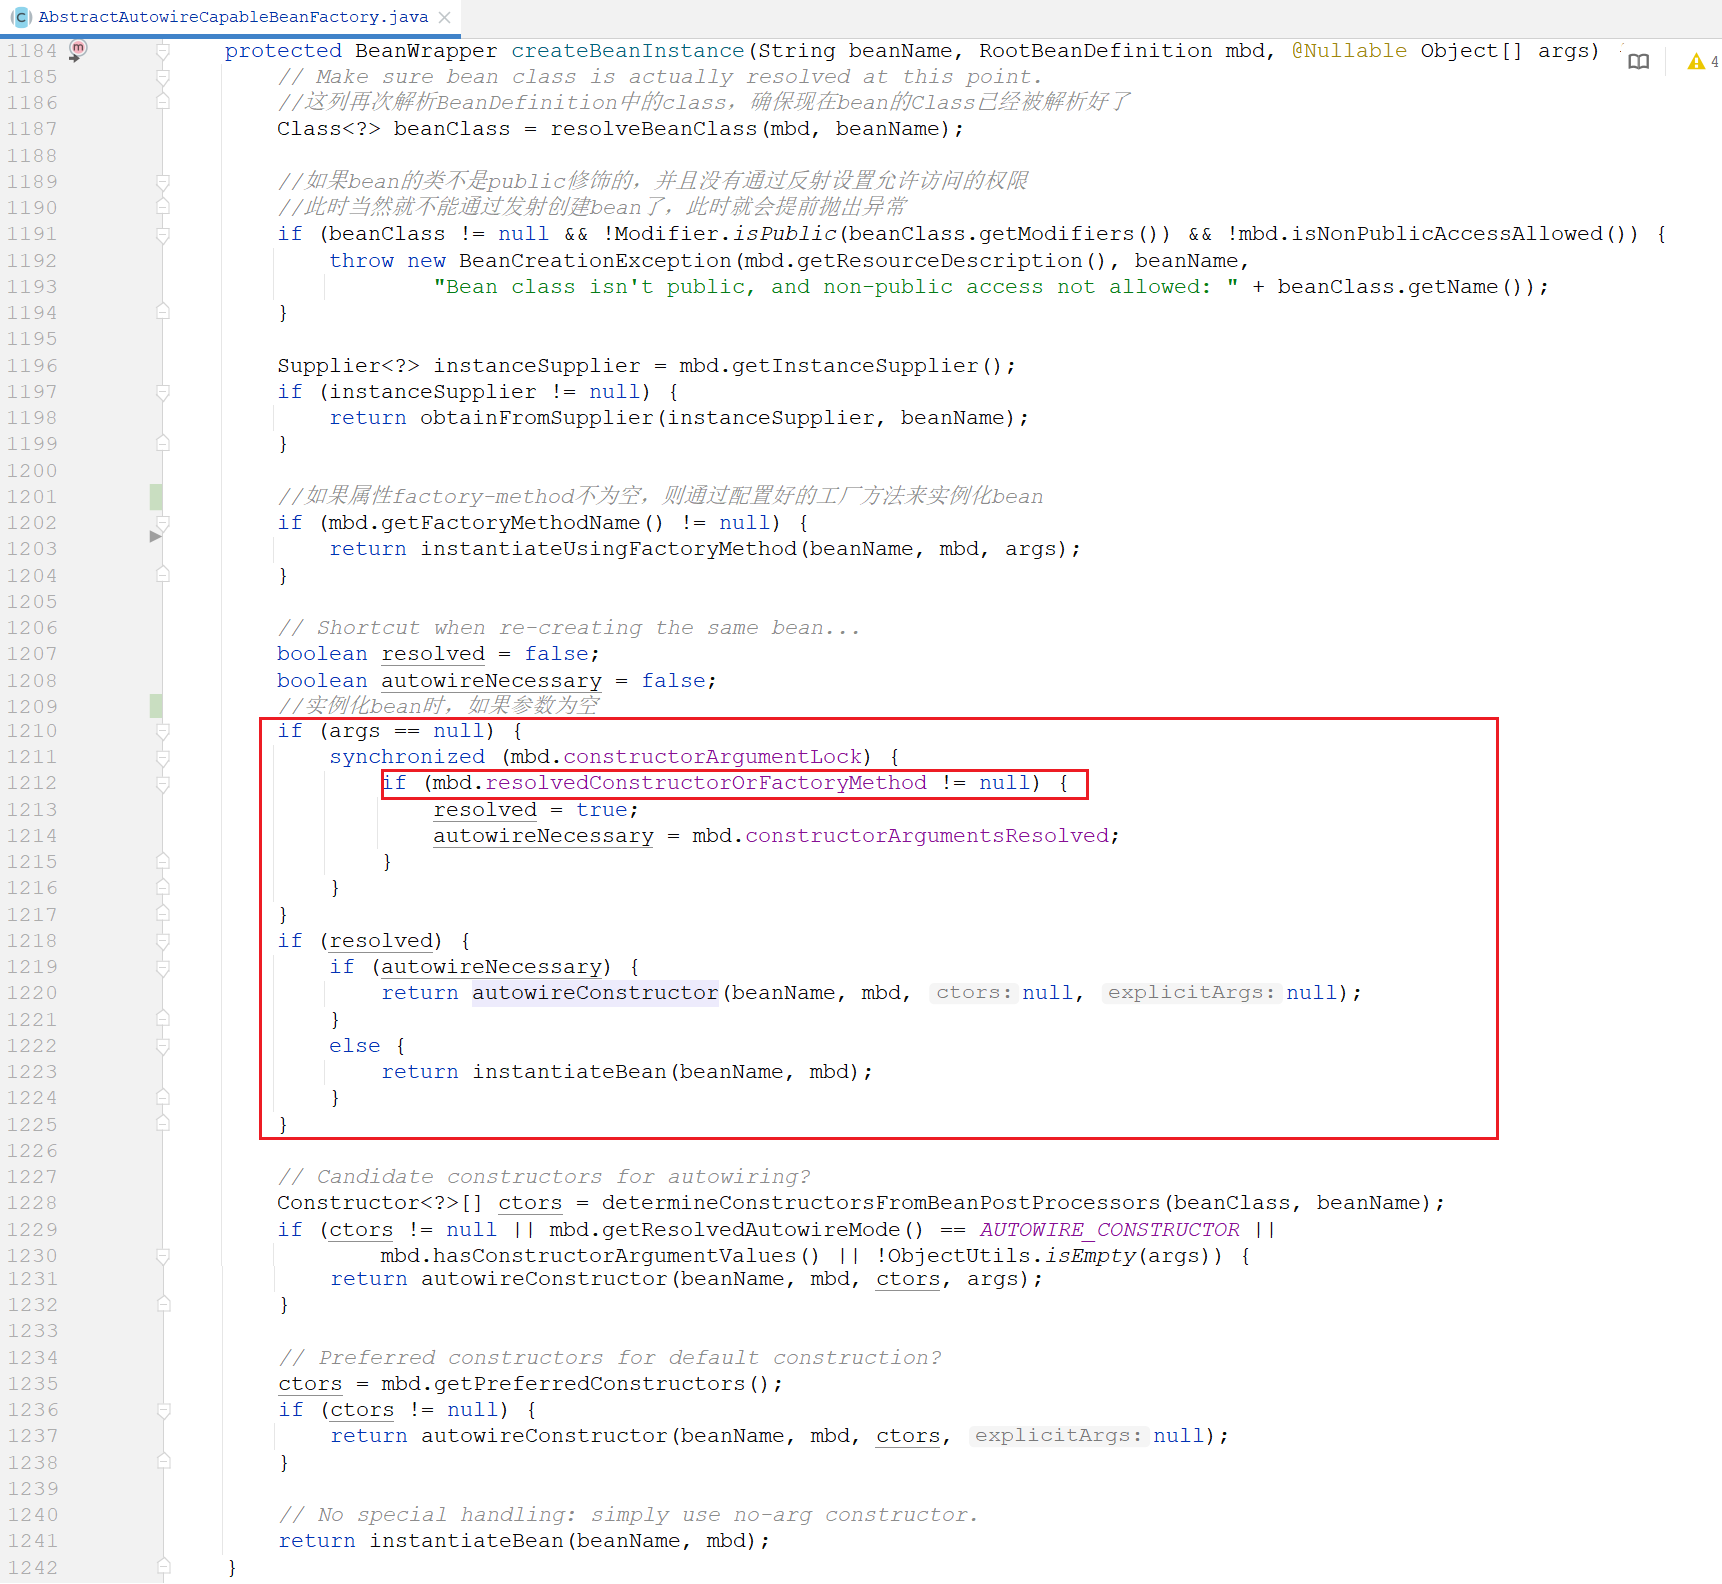 AbstractAutowireCapableBeanFactory.java
1184 protected BeanWrapper createBeanInstance(String beanName, RootBeanDefinition mbd, @Nullable Object[] args) 4
1185 // Make sure bean class is actually resolved at this point.
1186 //这列再次解析BeanDefinition中的class，确保现在bean的Class已经被解析好了
1187 Class<?> beanClass = resolveBeanClass(mbd, beanName);
1188
1189 //如果bean的类不是public修饰的，并且没有通过反射设置允许访问的权限
1190 //此时当然就不能通过发射创建bean了，此时就会提前抛出异常
1191 if (beanClass != null && !Modifier.isPublic(beanClass.getModifiers()) && !mbd.isNonPublicAccessAllowed()) {
1192 throw new BeanCreationException(mbd.getResourceDescription(), beanName,
1193 "Bean class isn't public, and non-public access not allowed: " + beanClass.getName());
1194 }
1195
1196 Supplier<?> instanceSupplier = mbd.getInstanceSupplier();
1197 if (instanceSupplier != null) {
1198 return obtainFromSupplier(instanceSupplier, beanName);
1199 }
1200
1201 //如果属性factory-method不为空，则通过配置好的工厂方法来实例化bean
1202 if (mbd.getFactoryMethodName() != null) {
1203 return instantiateUsingFactoryMethod(beanName, mbd, args);
1204 }
1205
1206 // Shortcut when re-creating the same bean...
1207 boolean resolved = false;
1208 boolean autowireNecessary = false;
1209 //实例化bean时，如果参数为空
1210 if (args == null) {
1211 synchronized (mbd.constructorArgumentLock) {
1212 if (mbd.resolvedConstructorOrFactoryMethod != null) {
1213 resolved = true;
1214 autowireNecessary = mbd.constructorArgumentsResolved;
1215 }
1216 }
1217 }
1218 if (resolved) {
1219 if (autowireNecessary) {
1220 return autowireConstructor(beanName, mbd, ctors: null, explicitArgs: null);
1221 }
1222 else {
1223 return instantiateBean(beanName, mbd);
1224 }
1225 }
1226
1227 // Candidate constructors for autowiring?
1228 Constructor<?>[] ctors = determineConstructorsFromBeanPostProcessors(beanClass, beanName);
1229 if (ctors != null || mbd.getResolvedAutowireMode() == AUTOWIRE_CONSTRUCTOR ||
1230 mbd.hasConstructorArgumentValues() || !ObjectUtils.isEmpty(args)) {
1231 return autowireConstructor(beanName, mbd, ctors, args);
1232 }
1233
1234 // Preferred constructors for default construction?
1235 ctors = mbd.getPreferredConstructors();
1236 if (ctors != null) {
1237 return autowireConstructor(beanName, mbd, ctors, explicitArgs: null);
1238 }
1239
1240 // No special handling: simply use no-arg constructor.
1241 return instantiateBean(beanName, mbd);
1242 }